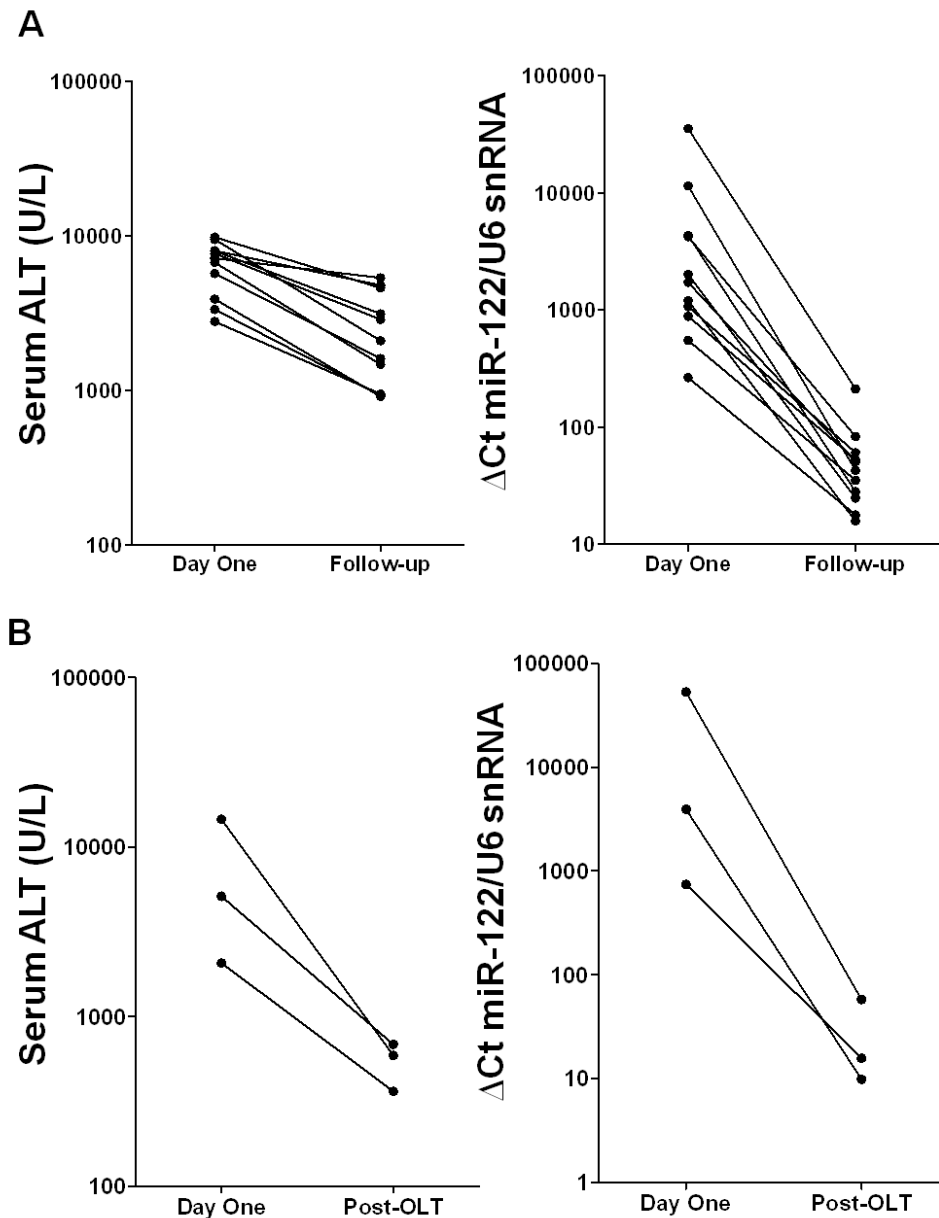 A
Serum ALT (U/L)
100000
10000
1000
100
Day One
Follow-up
ΔCt miR-122/U6 snRNA
100000
10000
1000
100
10
Day One
Follow-up
B
Serum ALT (U/L)
100000
10000
1000
100
Day One
Post-OLT
ΔCt miR-122/U6 snRNA
100000
10000
1000
100
10
1
Day One
Post-OLT